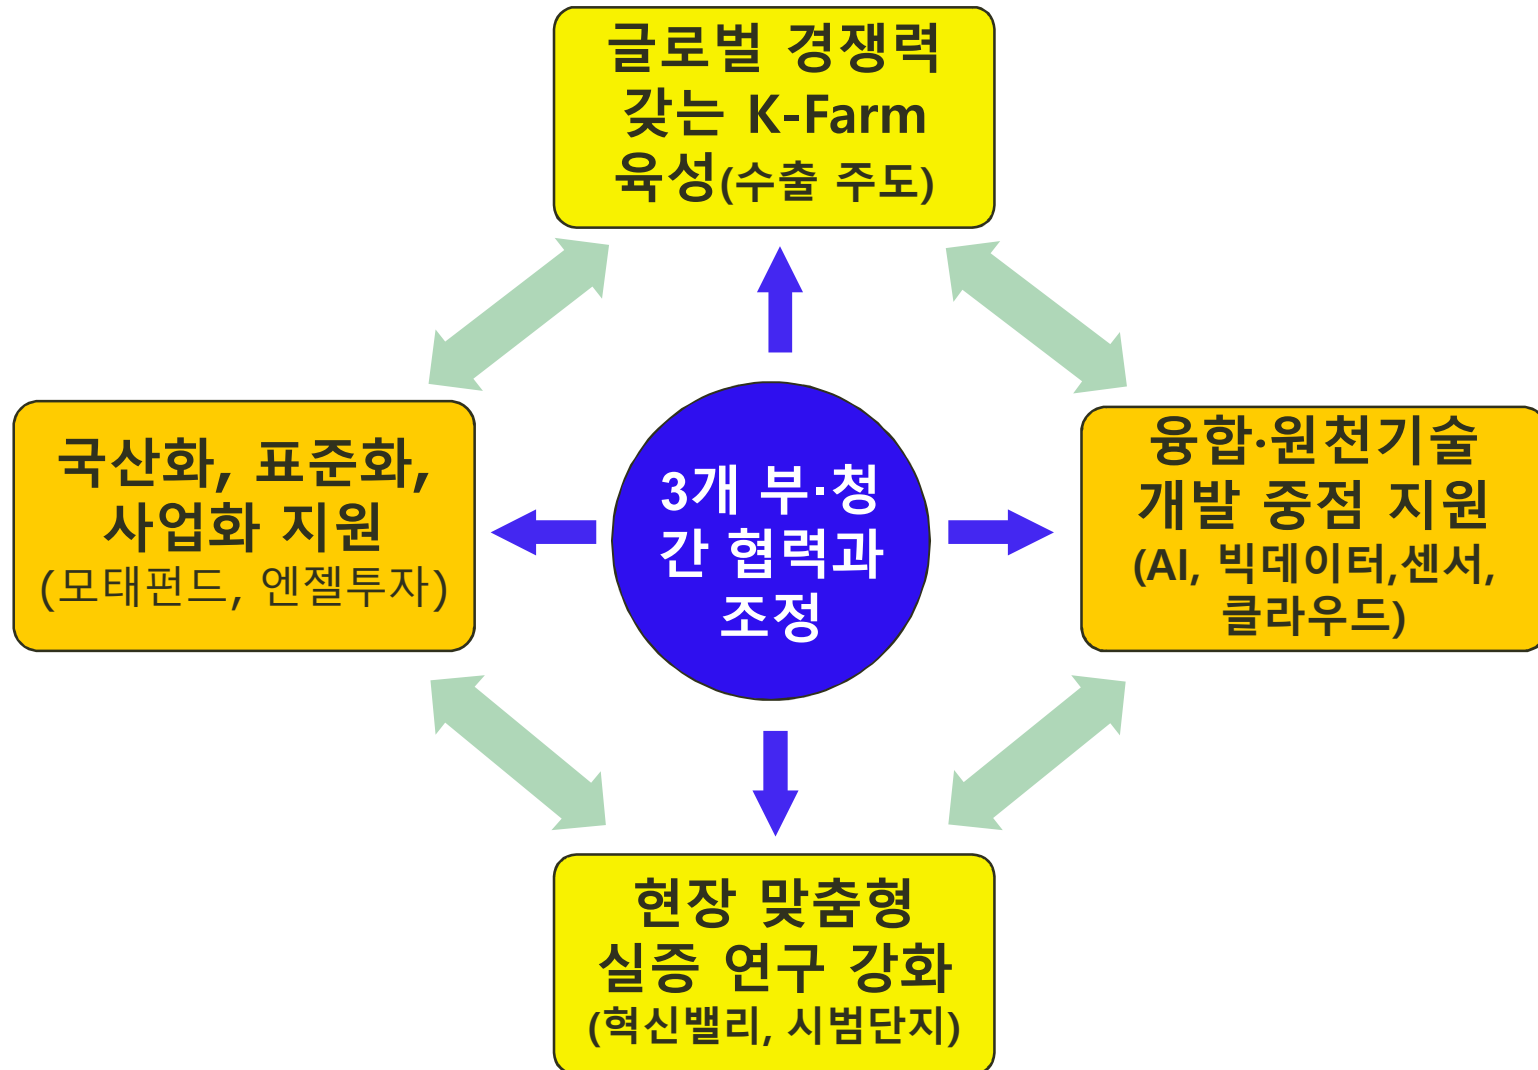 글로벌 경쟁력
갖는 K-Farm
육성(수출 주도)
국산화, 표준화,
사업화 지원
(모태펀드, 엔젤투자)
3개 부·청
간 협력과
조정
융합·원천기술
개발 중점 지원
(AI, 빅데이터,센서,
클라우드)
현장 맞춤형
실증 연구 강화
(혁신밸리, 시범단지)